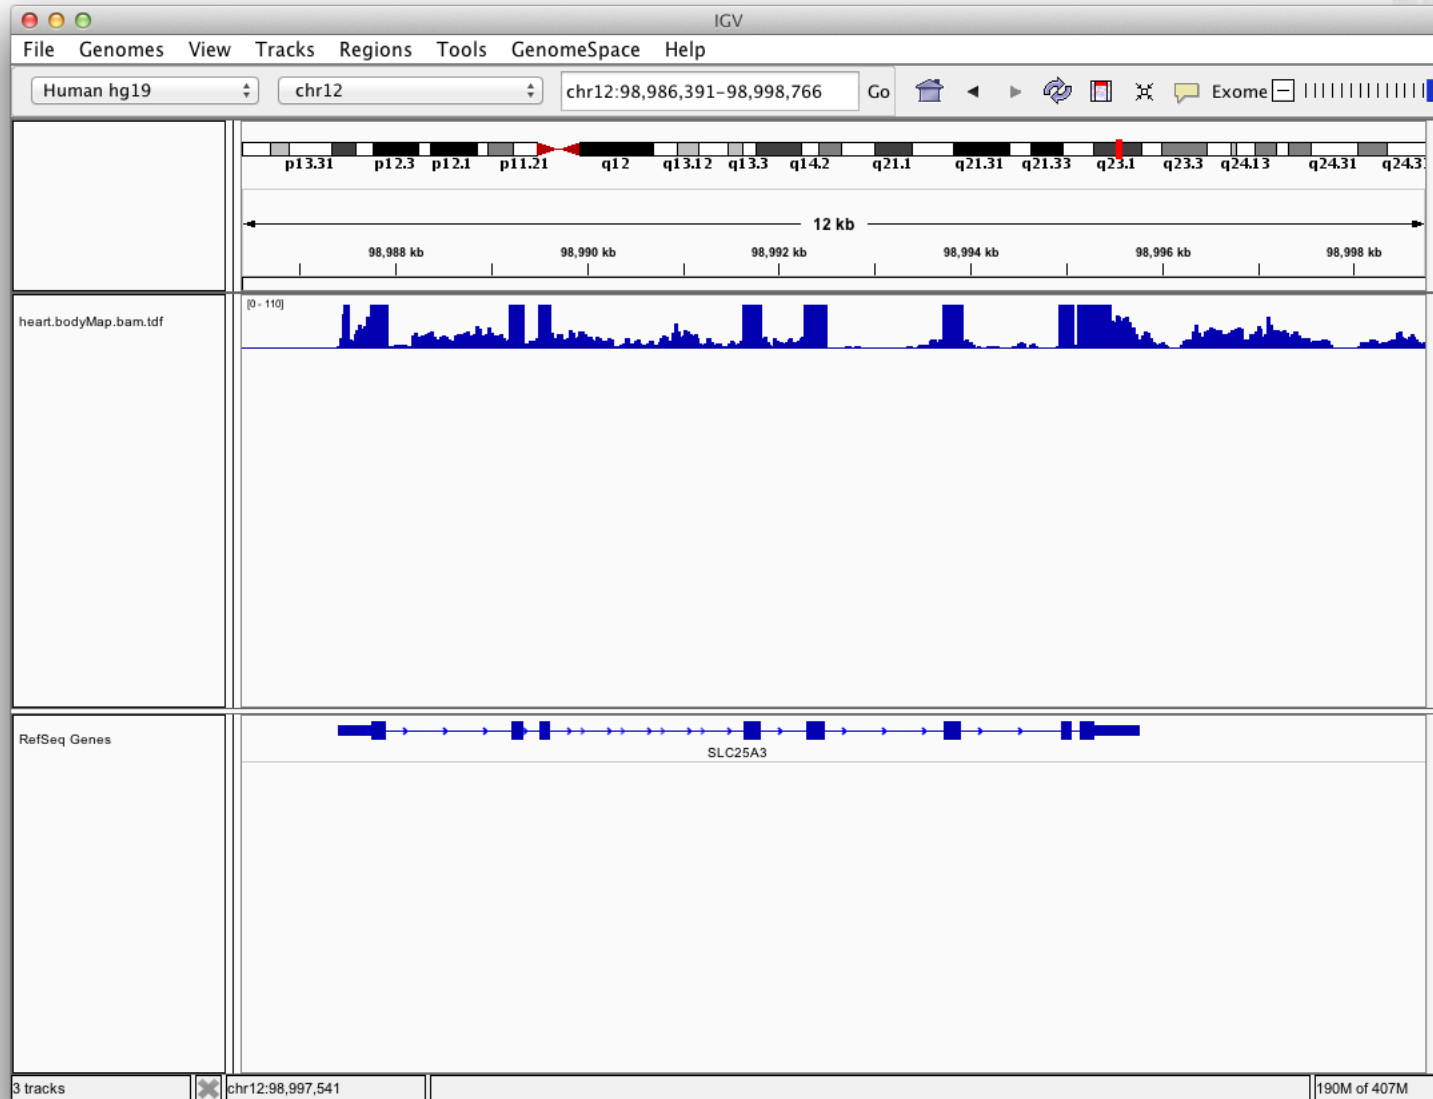 IGV
File Genomes View Tracks Regions Tools GenomeSpace Help
Human hg19 chr12 chr12:98,986,391-98,998,766 Go Exome
p13.31 p12.3 p12.1 p11.21 q12 q13.12 q13.3 q14.2 q21.1 q21.31 q21.33 q23.1 q23.3 q24.13 q24.31 q24.3
12 kb
98,988 kb 98,990 kb 98,992 kb 98,994 kb 98,996 kb 98,998 kb
[0 - 110]
heart.bodyMap.bam.tdf
RefSeq Genes
SLC25A3
3 tracks chr12:98,997,541 190M of 407M